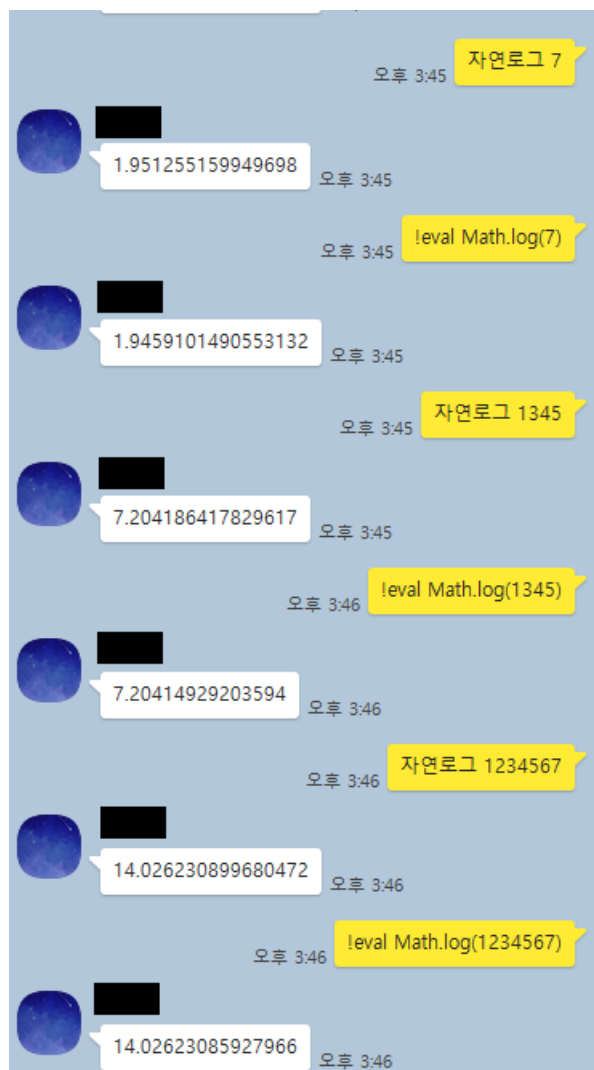 자연로그 7
오후 3:45
1.951255159949698
오후 3:45
!eval Math.log(7)
오후 3:45
1.9459101490553132
오후 3:45
자연로그 1345
오후 3:45
7.204186417829617
오후 3:45
!eval Math.log(1345)
오후 3:46
7.20414929203594
오후 3:46
자연로그 1234567
오후 3:46
14.026230899680472
오후 3:46
!eval Math.log(1234567)
오후 3:46
14.02623085927966
오후 3:46